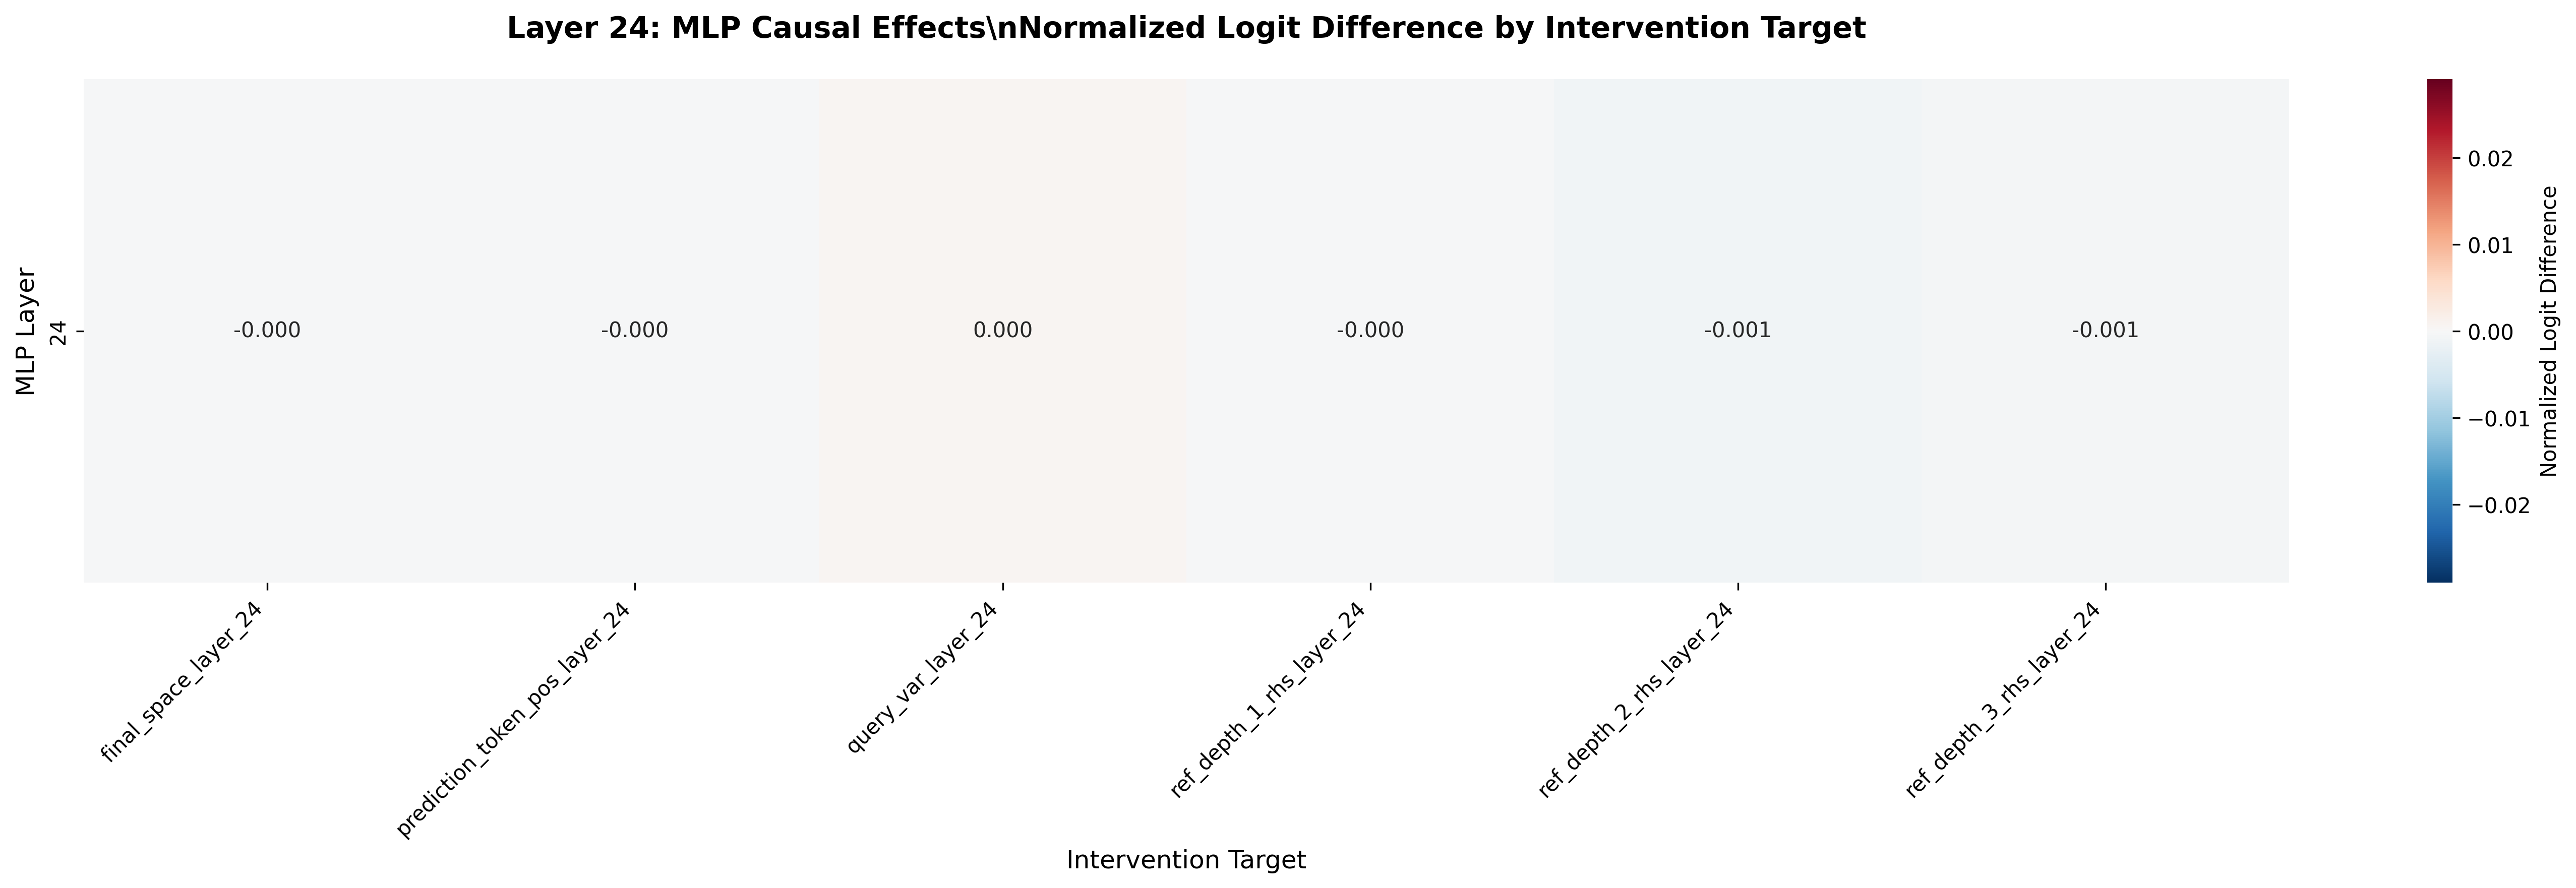 Layer 24: MLP Causal Effects\nNormalized Logit Difference by Intervention Target
MLP Layer
24
-0.000
-0.000
0.000
-0.000
-0.001
-0.001
final_space_layer_24
prediction_token_pos_layer_24
query_var_layer_24
ref_depth_1_rhs_layer_24
ref_depth_2_rhs_layer_24
ref_depth_3_rhs_layer_24
Intervention Target
0.02
0.01
0.00
−0.01
−0.02
Normalized Logit Difference